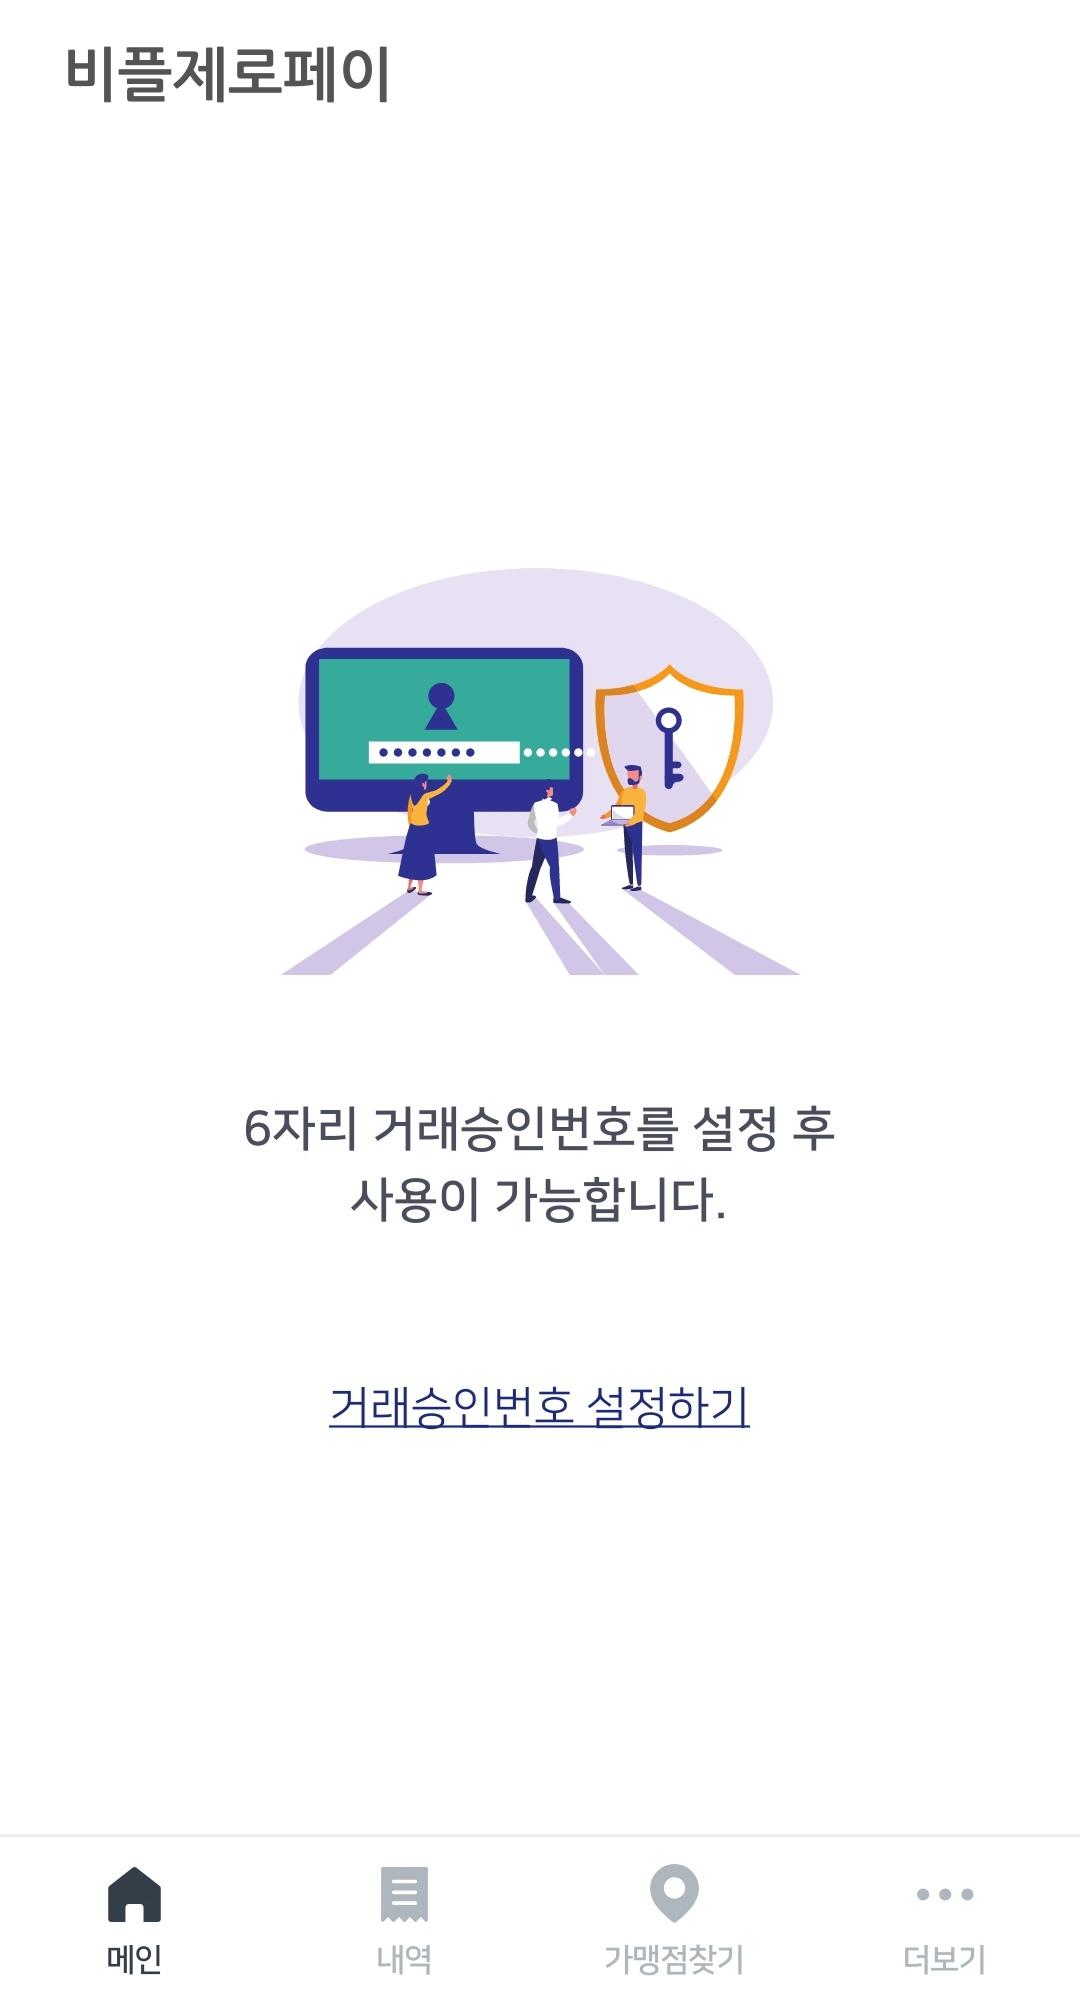 비플제로페이
6자리 거래승인번호를 설정 후
사용이 가능합니다.
거래승인번호 설정하기
메인
내역
가맹점찾기
더보기